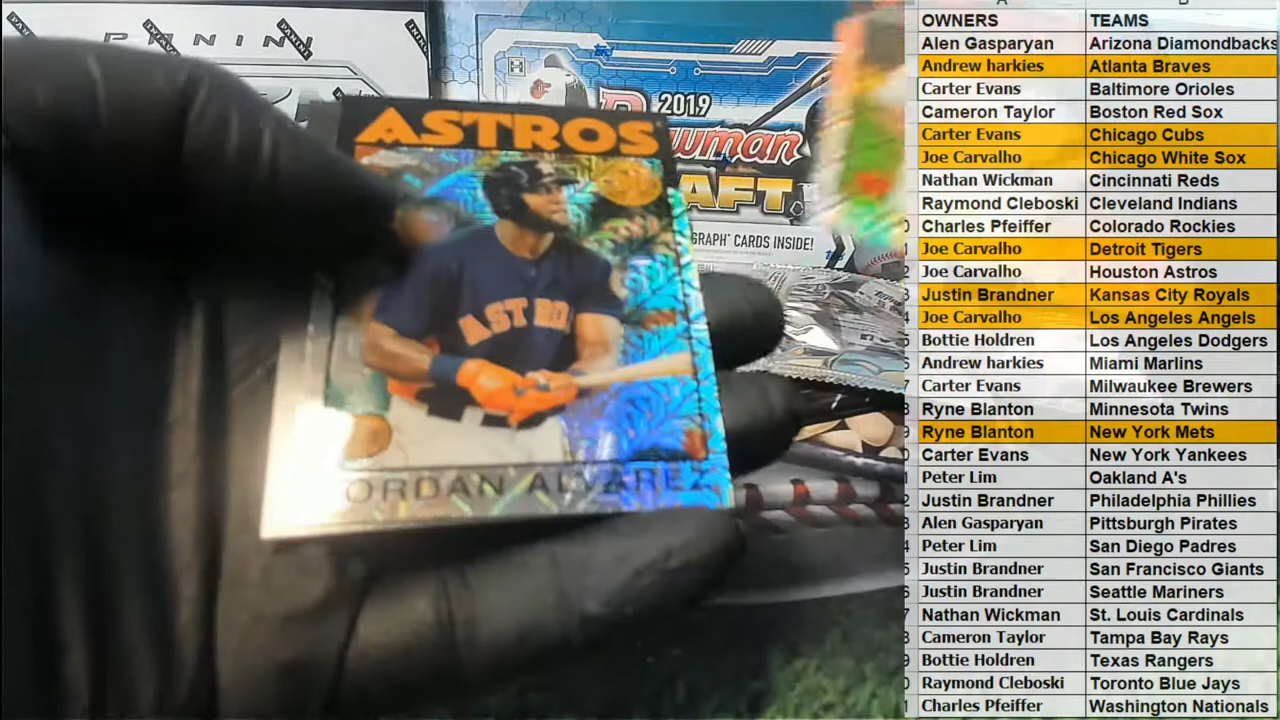 PANINI
2019
Bowman
DRAFT.
GRAPH CARDS INSIDE!
ASTROS
ASTRO
ORDAN ALVAREZ
OWNERS TEAMS
Alen Gasparyan Arizona Diamondbacks
Andrew harkies Atlanta Braves
Carter Evans Baltimore Orioles
Cameron Taylor Boston Red Sox
Carter Evans Chicago Cubs
Joe Carvalho Chicago White Sox
Nathan Wickman Cincinnati Reds
Raymond Cleboski Cleveland Indians
Charles Pfeiffer Colorado Rockies
Joe Carvalho Detroit Tigers
Joe Carvalho Houston Astros
Justin Brandner Kansas City Royals
Joe Carvalho Los Angeles Angels
Bottie Holdren Los Angeles Dodgers
Andrew harkies Miami Marlins
Carter Evans Milwaukee Brewers
Ryne Blanton Minnesota Twins
Ryne Blanton New York Mets
Carter Evans New York Yankees
Peter Lim Oakland A's
Justin Brandner Philadelphia Phillies
Alen Gasparyan Pittsburgh Pirates
Peter Lim San Diego Padres
Justin Brandner San Francisco Giants
Justin Brandner Seattle Mariners
Nathan Wickman St. Louis Cardinals
Cameron Taylor Tampa Bay Rays
Bottie Holdren Texas Rangers
Raymond Cleboski Toronto Blue Jays
Charles Pfeiffer Washington Nationals